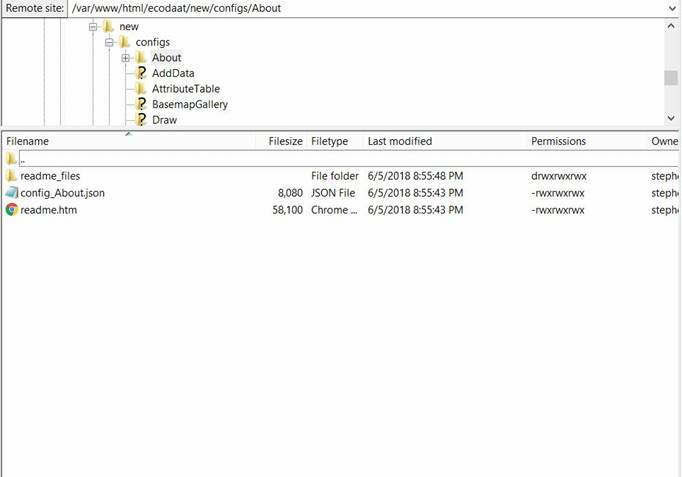 Remote site: /var/www/html/ecodaat/new/configs/About
new
configs
About
AddData
AttributeTable
BasemapGallery
Draw
Filename Filesize Filetype Last modified Permissions Owne
..
readme_files File folder 6/5/2018 8:55:48 PM drwxrwxrwx steph
config_About.json 8,080 JSON File 6/5/2018 8:55:43 PM -rwxrwxrwx steph
readme.htm 58,100 Chrome ... 6/5/2018 8:55:43 PM -rwxrwxrwx steph